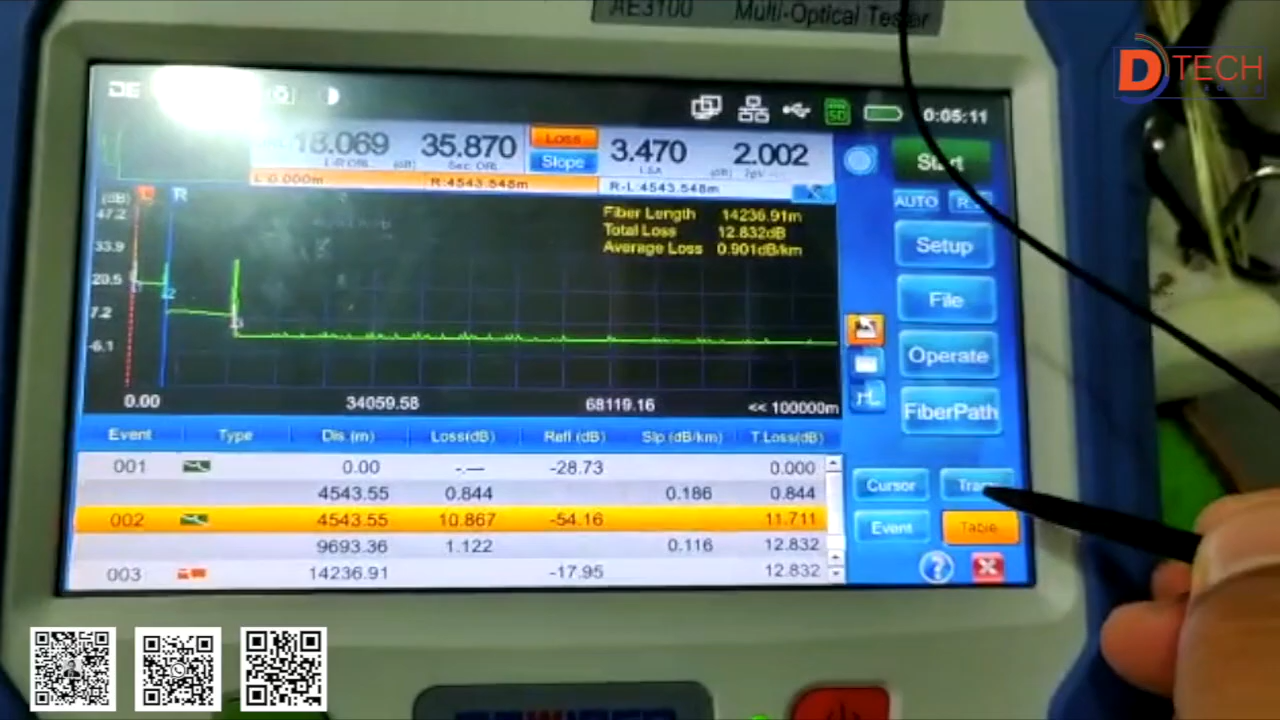 AE3100 Multi-Optical Tester
D TECH
0:05:11
18.069 35.870 Loss 3.470 2.002
Slope
L:0.000m R:4543.548m R-L:4543.548m
Start
AUTO
(dB) L R
47.2
33.9
20.5
7.2
-6.1
Fiber Length 14236.91m
Total Loss 12.832dB
Average Loss 0.901dB/km
Setup
File
Operate
FiberPath
0.00 34059.58 68119.16 << 100000m
Event Type Dis.(m) Loss(dB) Refl (dB) Slp (dB/km) T.Loss(dB)
001 0.00 -.— -28.73 0.000
4543.55 0.844 0.186 0.844
002 4543.55 10.867 -54.16 11.711
9693.36 1.122 0.116 12.832
003 14236.91 -17.95 12.832
Cursor
Event Table
?